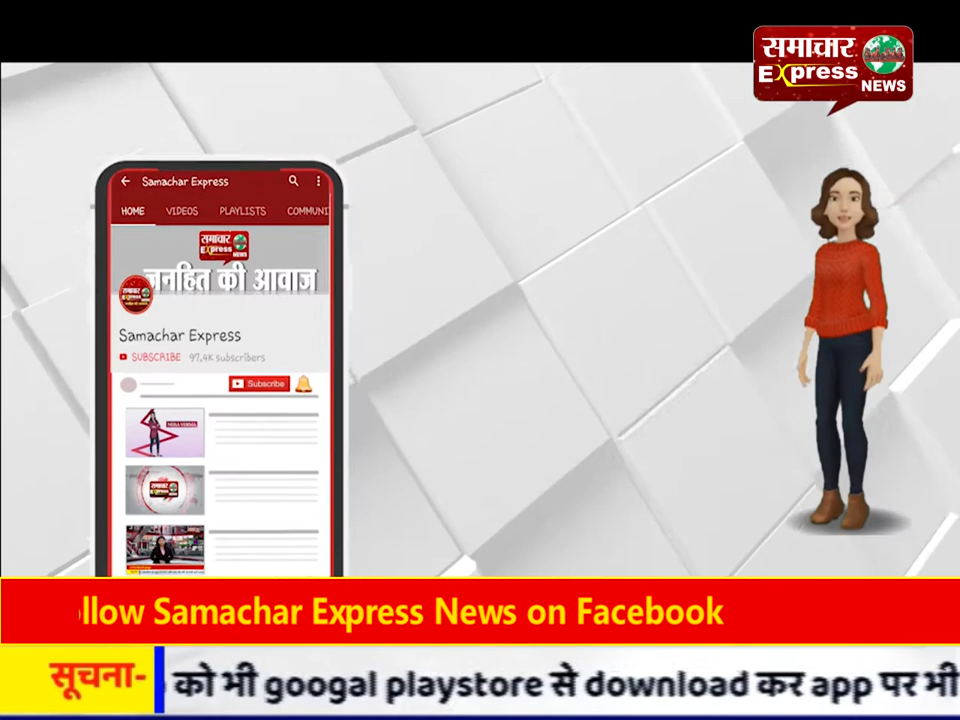 समाचार
Express
NEWS
Samachar Express
HOME VIDEOS PLAYLISTS COMMUNI
समाचार
Express
NEWS
जनहित की आवाज
Samachar Express
SUBSCRIBE 97.4K subscribers
Subscribe
ollow Samachar Express News on Facebook
सूचना- को भी googal playstore से download कर app पर भी